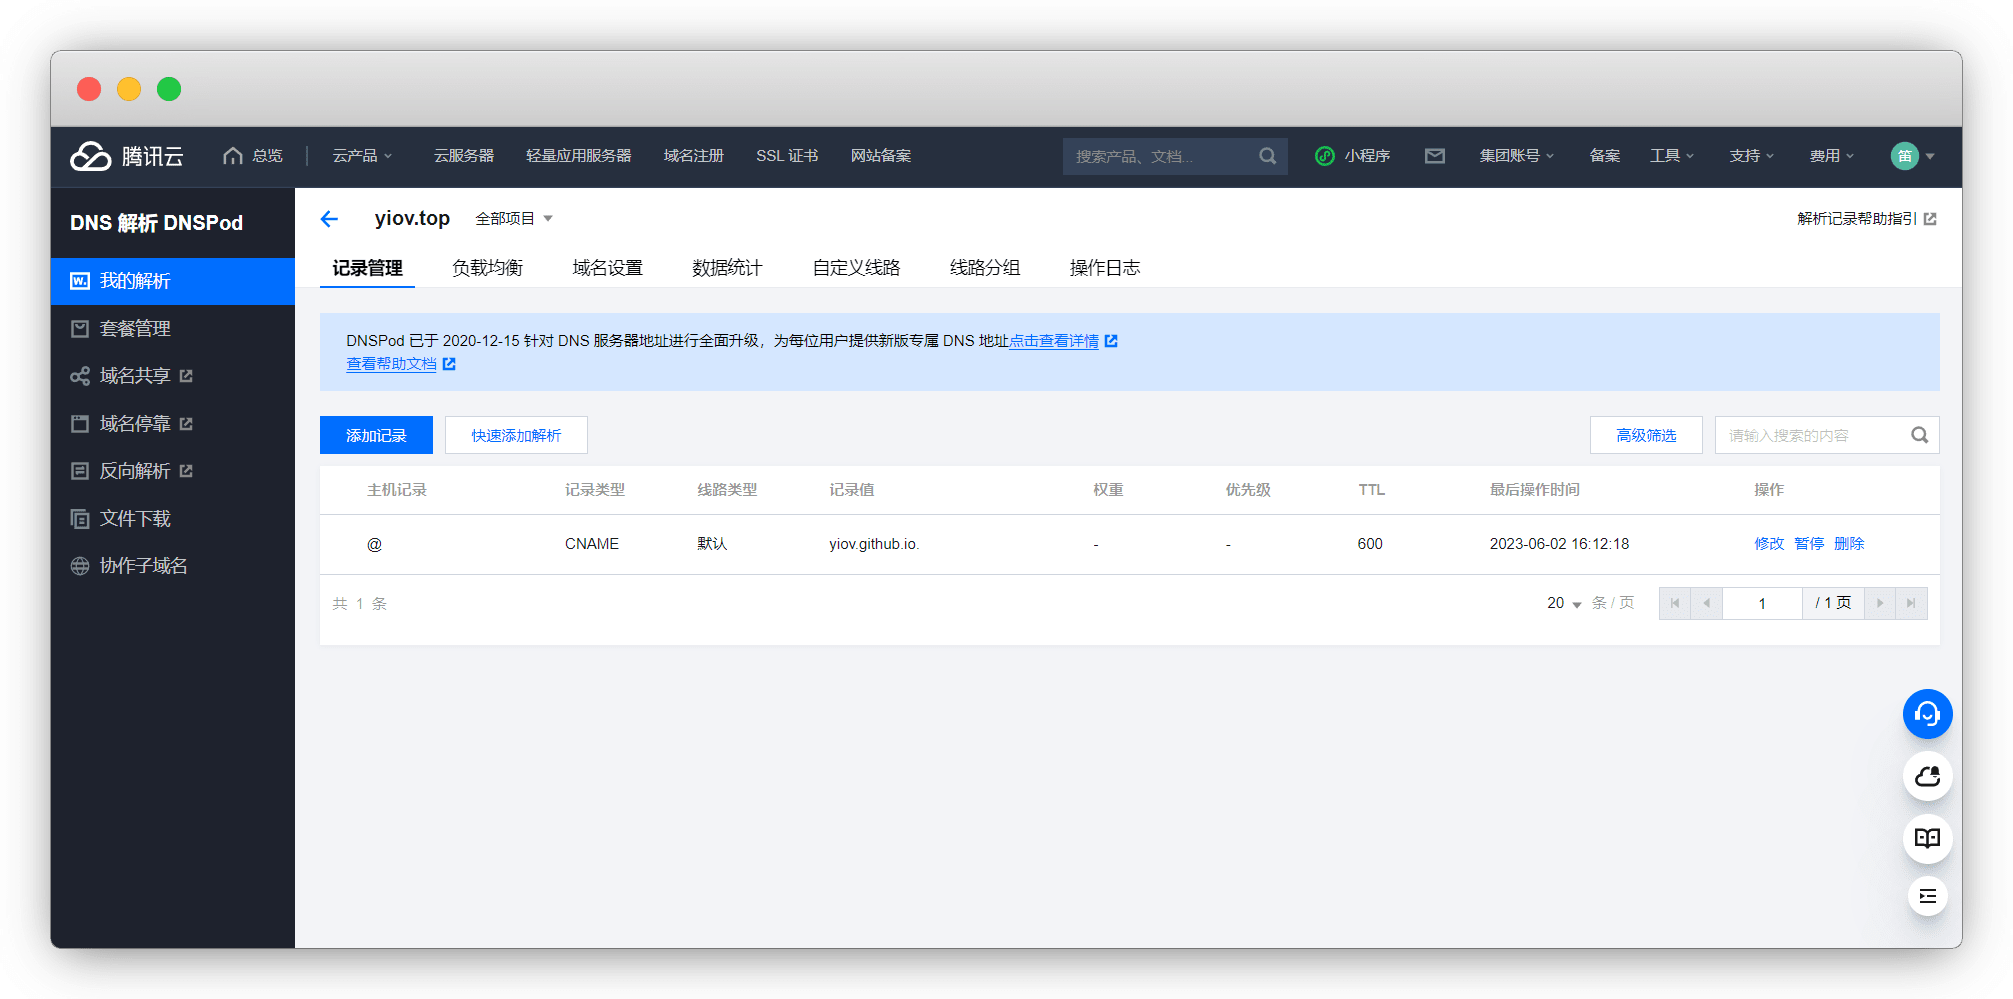 腾讯云 总览 云产品 云服务器 轻量应用服务器 域名注册 SSL 证书 网站备案 搜索产品、文档... 小程序 集团账号 备案 工具 支持 费用 笛
DNS 解析 DNSPod
我的解析
套餐管理
域名共享
域名停靠
反向解析
文件下载
协作子域名
yiov.top 全部项目 解析记录帮助指引
记录管理 负载均衡 域名设置 数据统计 自定义线路 线路分组 操作日志
DNSPod 已于 2020-12-15 针对 DNS 服务器地址进行全面升级，为每位用户提供新版专属 DNS 地址点击查看详情
查看帮助文档
添加记录 快速添加解析 高级筛选 请输入搜索的内容
主机记录 记录类型 线路类型 记录值 权重 优先级 TTL 最后操作时间 操作
@ CNAME 默认 yiov.github.io. - - 600 2023-06-02 16:12:18 修改 暂停 删除
共 1 条 20 条 / 页 1 / 1 页